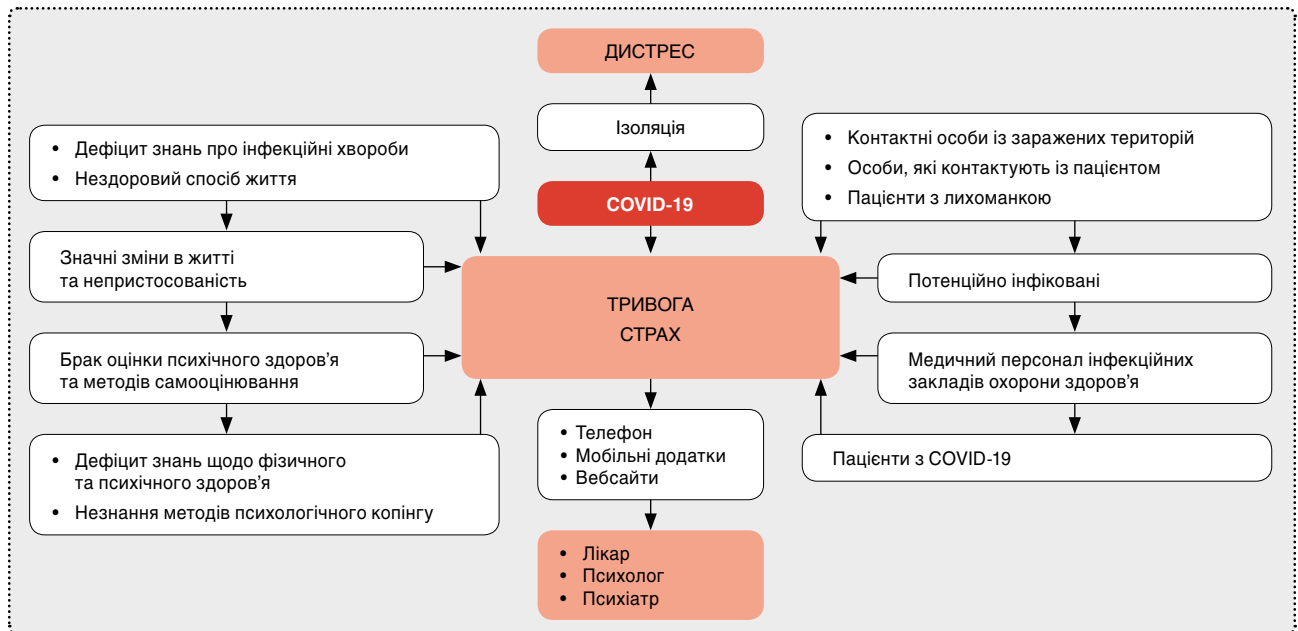 ДИСТРЕС
Ізоляція
COVID-19
• Дефіцит знань про інфекційні хвороби
• Нездоровий спосіб життя
Значні зміни в житті
та непристосованість
Брак оцінки психічного здоров'я
та методів самооцінювання
• Дефіцит знань щодо фізичного
та психічного здоров'я
• Незнання методів психологічного копінгу
ТРИВОГА
СТРАХ
• Телефон
• Мобільні додатки
• Вебсайти
• Лікар
• Психолог
• Психіатр
• Контактні особи із заражених територій
• Особи, які контактують із пацієнтом
• Пацієнти з лихоманкою
Потенційно інфіковані
Медичний персонал інфекційних
закладів охорони здоров'я
Пацієнти з COVID-19